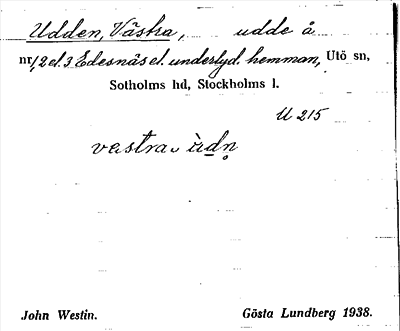 Udden, Västra, udde å
nr 1, 2 el. 3 Edesnäs el. underlyd. hemman, Utö sn,
Sotholms hd, Stockholms l.
U 215
vastra ùdn̥
John Westin. Gösta Lundberg 1938.